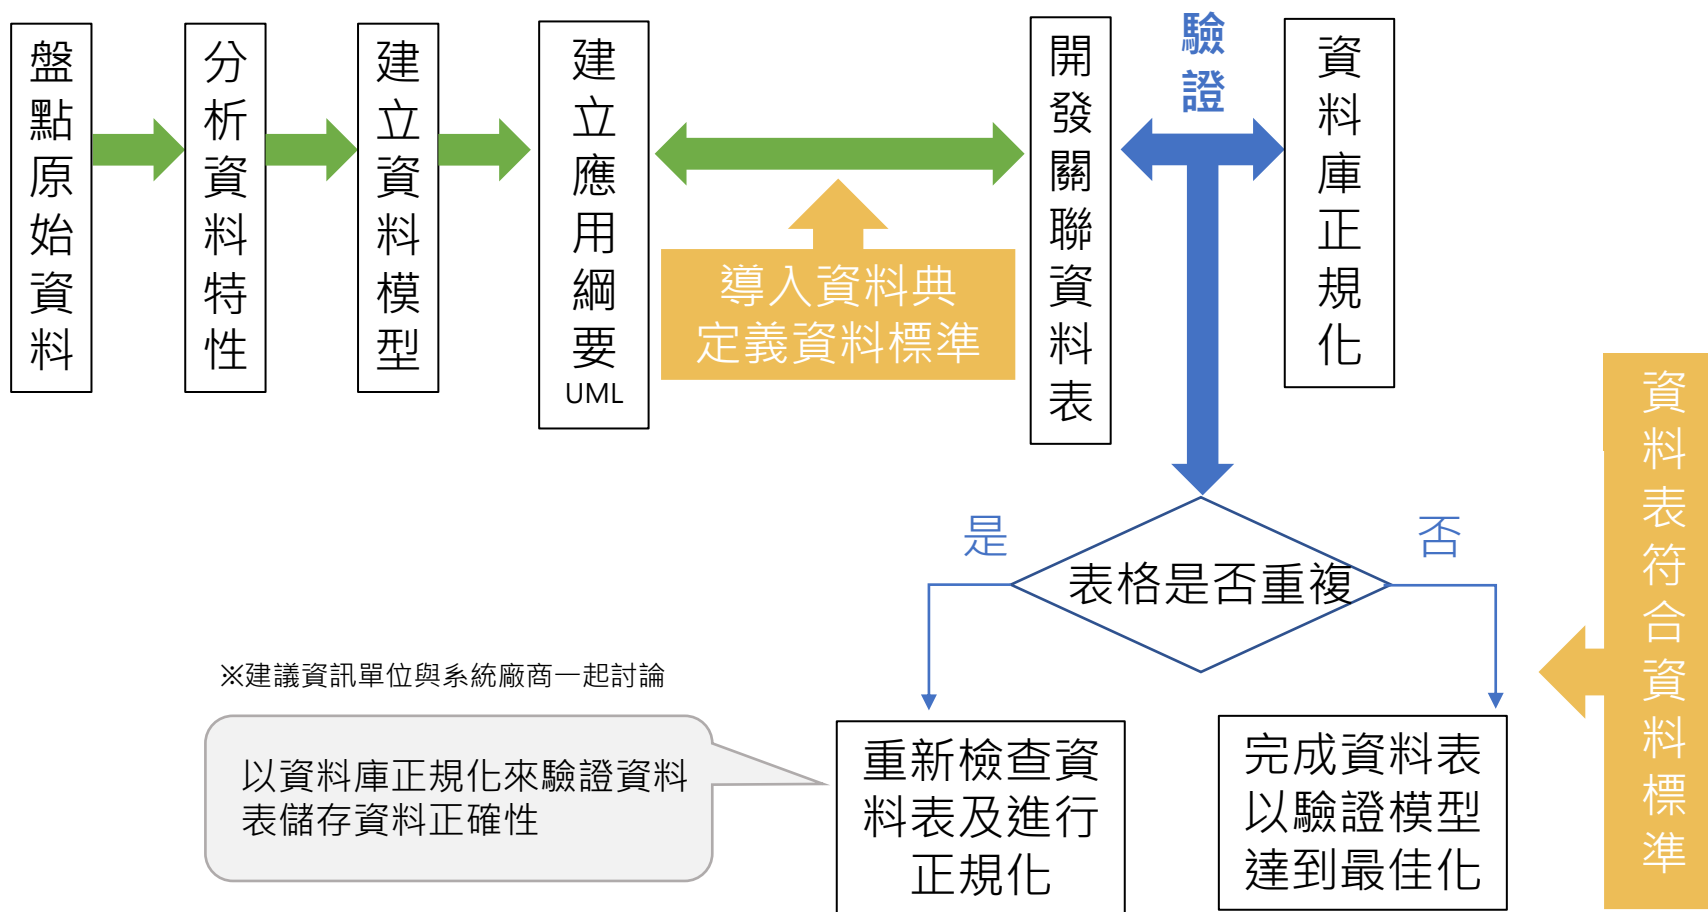 盤點原始資料
分析資料特性
建立資料模型
建立應用綱要
UML
導入資料典
定義資料標準
開發關聯資料表
驗證
資料庫正規化
資料表符合資料標準
是
否
表格是否重複
※建議資訊單位與系統廠商一起討論
以資料庫正規化來驗證資料
表儲存資料正確性
重新檢查資
料表及進行
正規化
完成資料表
以驗證模型
達到最佳化